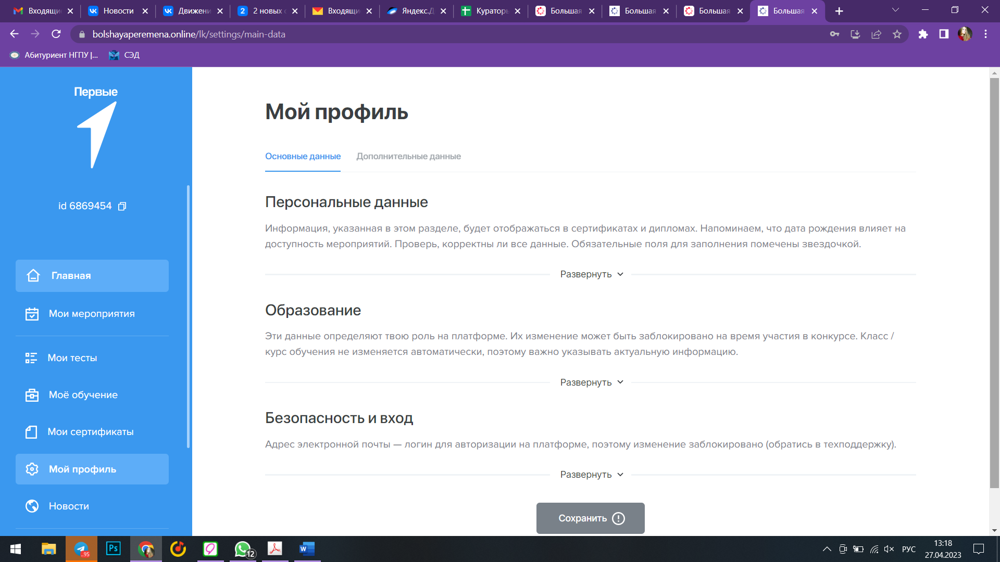 Входящи
Новости
Движени
2 новых с
Входящи
Яндекс.Д
Кураторы
Большая
Большая
Большая
Большая
bolshayaperemena.online/lk/settings/main-data
Абитуриент НГПУ |...
СЭД
Первые
id 6869454
Главная
Мои мероприятия
Мои тесты
Моё обучение
Мои сертификаты
Мой профиль
Новости
Мой профиль
Основные данные
Дополнительные данные
Персональные данные
Информация, указанная в этом разделе, будет отображаться в сертификатах и дипломах. Напоминаем, что дата рождения влияет на
доступность мероприятий. Проверь, корректны ли все данные. Обязательные поля для заполнения помечены звездочкой.
Развернуть
Образование
Эти данные определяют твою роль на платформе. Их изменение может быть заблокировано на время участия в конкурсе. Класс /
курс обучения не изменяется автоматически, поэтому важно указывать актуальную информацию.
Развернуть
Безопасность и вход
Адрес электронной почты — логин для авторизации на платформе, поэтому изменение заблокировано (обратись в техподдержку).
Развернуть
Сохранить
..95
Ps
12
W
РУС
13:18
27.04.2023